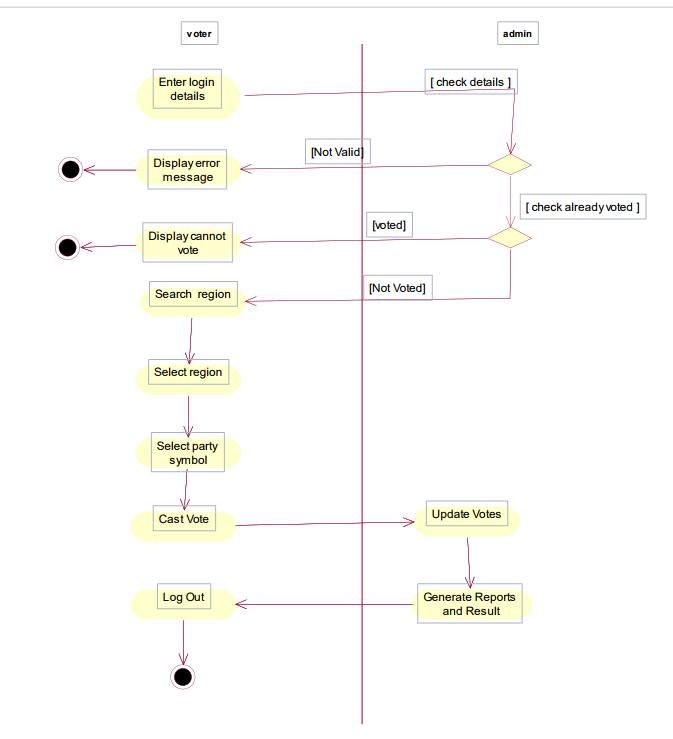 voter
admin
Enter login
details
[ check details ]
[Not Valid]
Display error
message
[ check already voted ]
[voted]
Display cannot
vote
[Not Voted]
Search region
Select region
Select party
symbol
Cast Vote
Update Votes
Log Out
Generate Reports
and Result